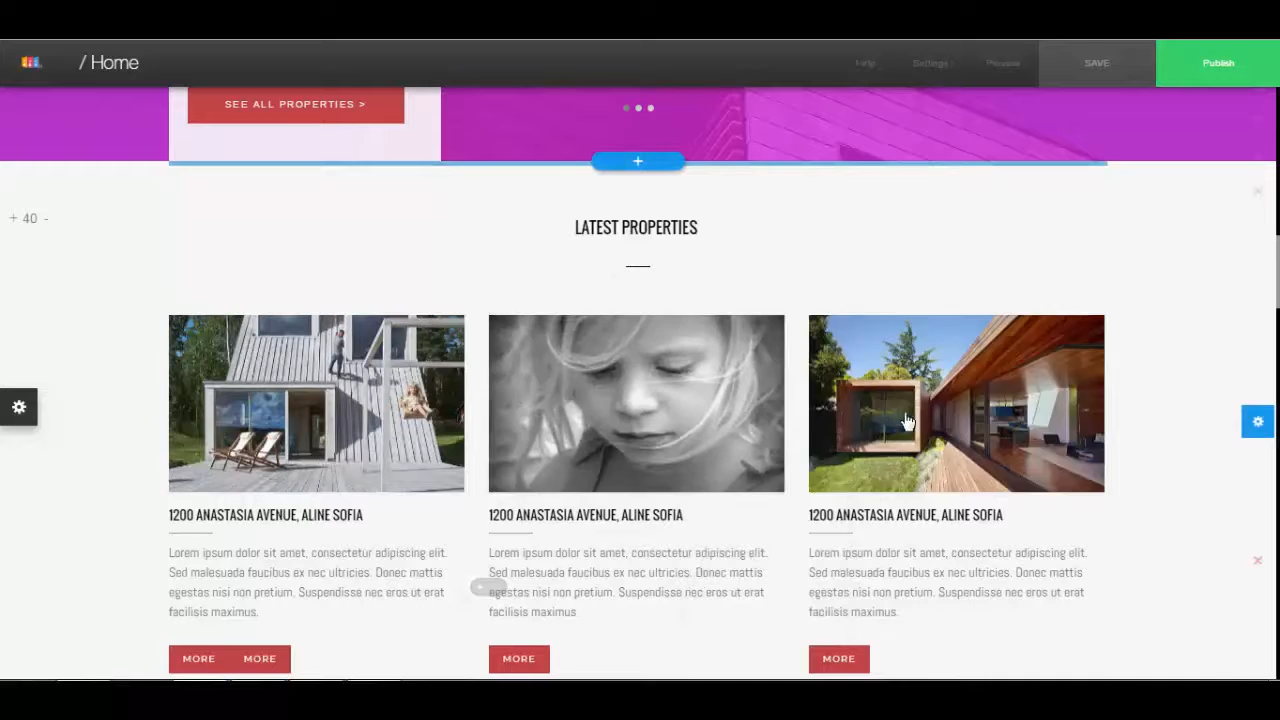 / Home
Help Settings Preview SAVE Publish
SEE ALL PROPERTIES >
+
+ 40 -
LATEST PROPERTIES
1200 ANASTASIA AVENUE, ALINE SOFIA
Lorem ipsum dolor sit amet, consectetur adipiscing elit.
Sed malesuada faucibus ex nec ultricies. Donec mattis
egestas nisi non pretium. Suspendisse nec eros ut erat
facilisis maximus.
MORE MORE
1200 ANASTASIA AVENUE, ALINE SOFIA
Lorem ipsum dolor sit amet, consectetur adipiscing elit.
Sed malesuada faucibus ex nec ultricies. Donec mattis
egestas nisi non pretium. Suspendisse nec eros ut erat
facilisis maximus
MORE
1200 ANASTASIA AVENUE, ALINE SOFIA
Lorem ipsum dolor sit amet, consectetur adipiscing elit.
Sed malesuada faucibus ex nec ultricies. Donec mattis
egestas nisi non pretium. Suspendisse nec eros ut erat
facilisis maximus.
MORE